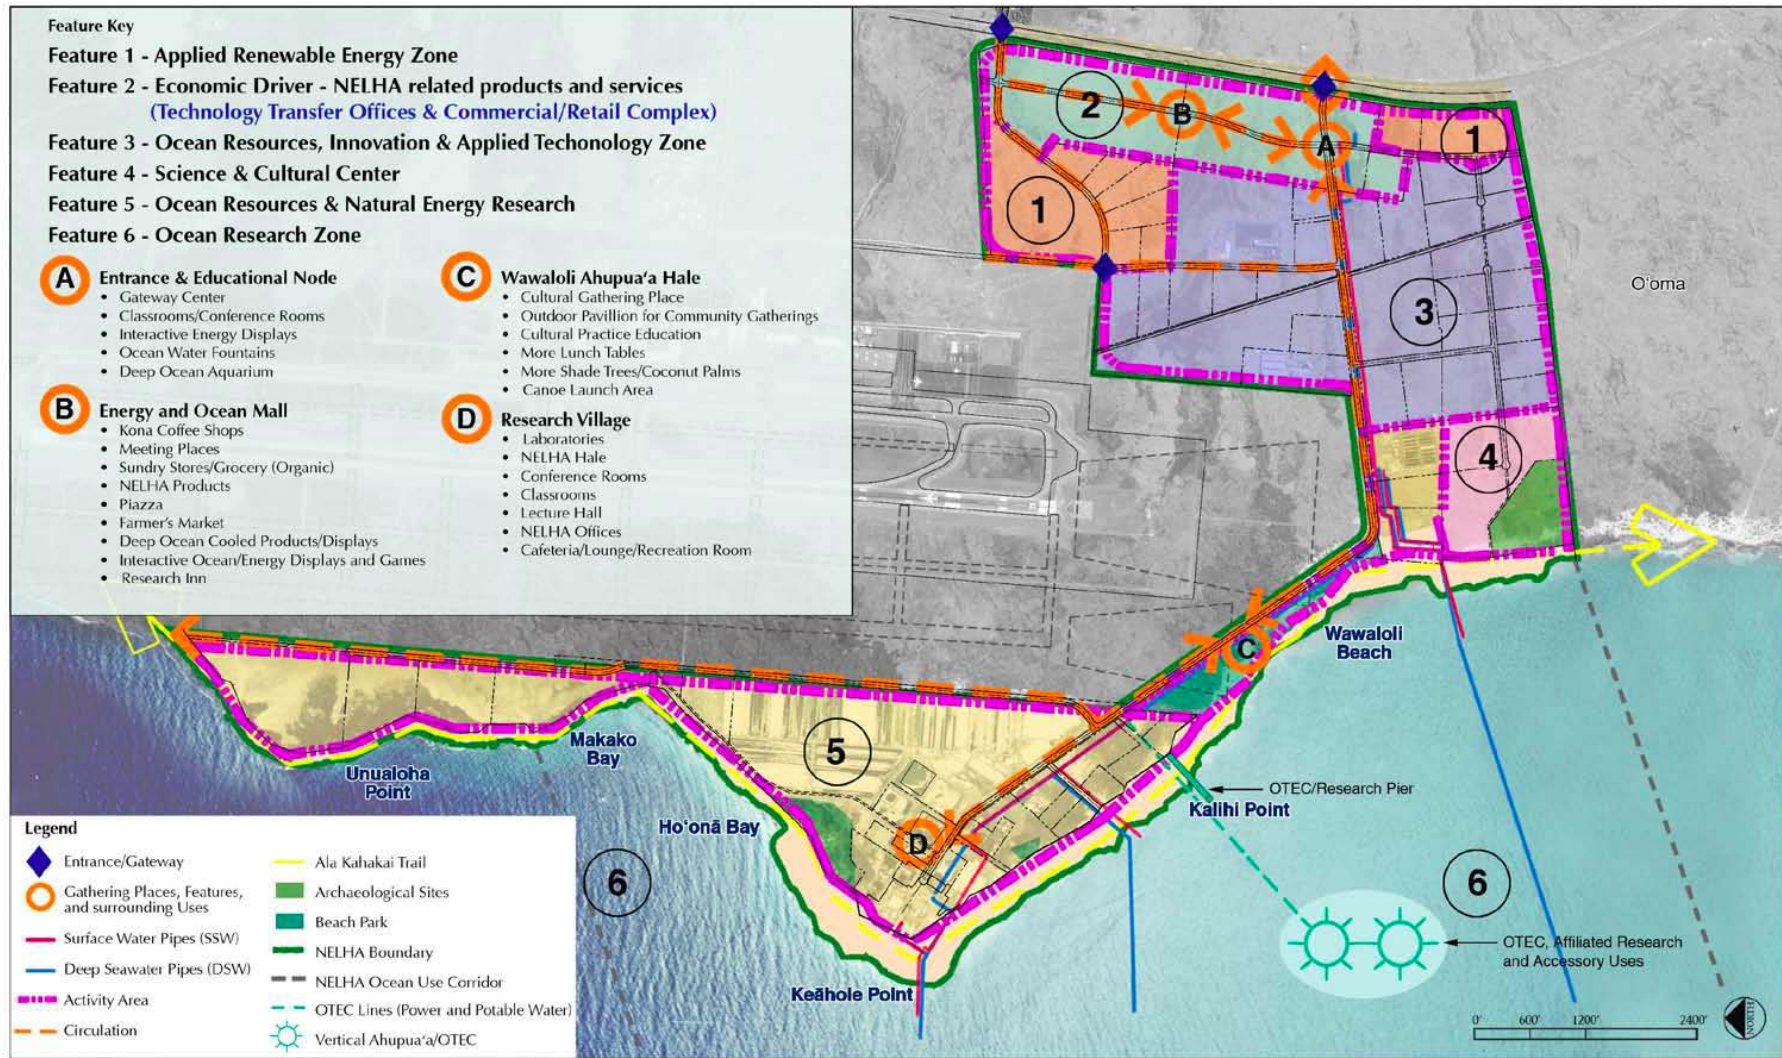 Feature Key
Feature 1 - Applied Renewable Energy Zone
Feature 2 - Economic Driver - NELHA related products and services
(Technology Transfer Offices & Commercial/Retail Complex)
Feature 3 - Ocean Resources, Innovation & Applied Techonology Zone
Feature 4 - Science & Cultural Center
Feature 5 - Ocean Resources & Natural Energy Research
Feature 6 - Ocean Research Zone
A Entrance & Educational Node
• Gateway Center
• Classrooms/Conference Rooms
• Interactive Energy Displays
• Ocean Water Fountains
• Deep Ocean Aquarium
B Energy and Ocean Mall
• Kona Coffee Shops
• Meeting Places
• Sundry Stores/Grocery (Organic)
• NELHA Products
• Piazza
• Farmer's Market
• Deep Ocean Cooled Products/Displays
• Interactive Ocean/Energy Displays and Games
• Research Inn
C Wawaloli Ahupua‘a Hale
• Cultural Gathering Place
• Outdoor Pavillion for Community Gatherings
• Cultural Practice Education
• More Lunch Tables
• More Shade Trees/Coconut Palms
• Canoe Launch Area
D Research Village
• Laboratories
• NELHA Hale
• Conference Rooms
• Classrooms
• Lecture Hall
• NELHA Offices
• Cafeteria/Lounge/Recreation Room
2
B
A
1
1
3
O‘oma
4
C
Wawaloli
Beach
5
Makako
Bay
Unualoha
Point
OTEC/Research Pier
Kalihi Point
Ho‘onā Bay
D
6
6
OTEC, Affiliated Research
and Accessory Uses
Keāhole Point
Legend
Entrance/Gateway
Gathering Places, Features,
and surrounding Uses
Surface Water Pipes (SSW)
Deep Seawater Pipes (DSW)
Activity Area
Circulation
Ala Kahakai Trail
Archaeological Sites
Beach Park
NELHA Boundary
NELHA Ocean Use Corridor
OTEC Lines (Power and Potable Water)
Vertical Ahupua‘a/OTEC
0' 600' 1200' 2400'
NORTH